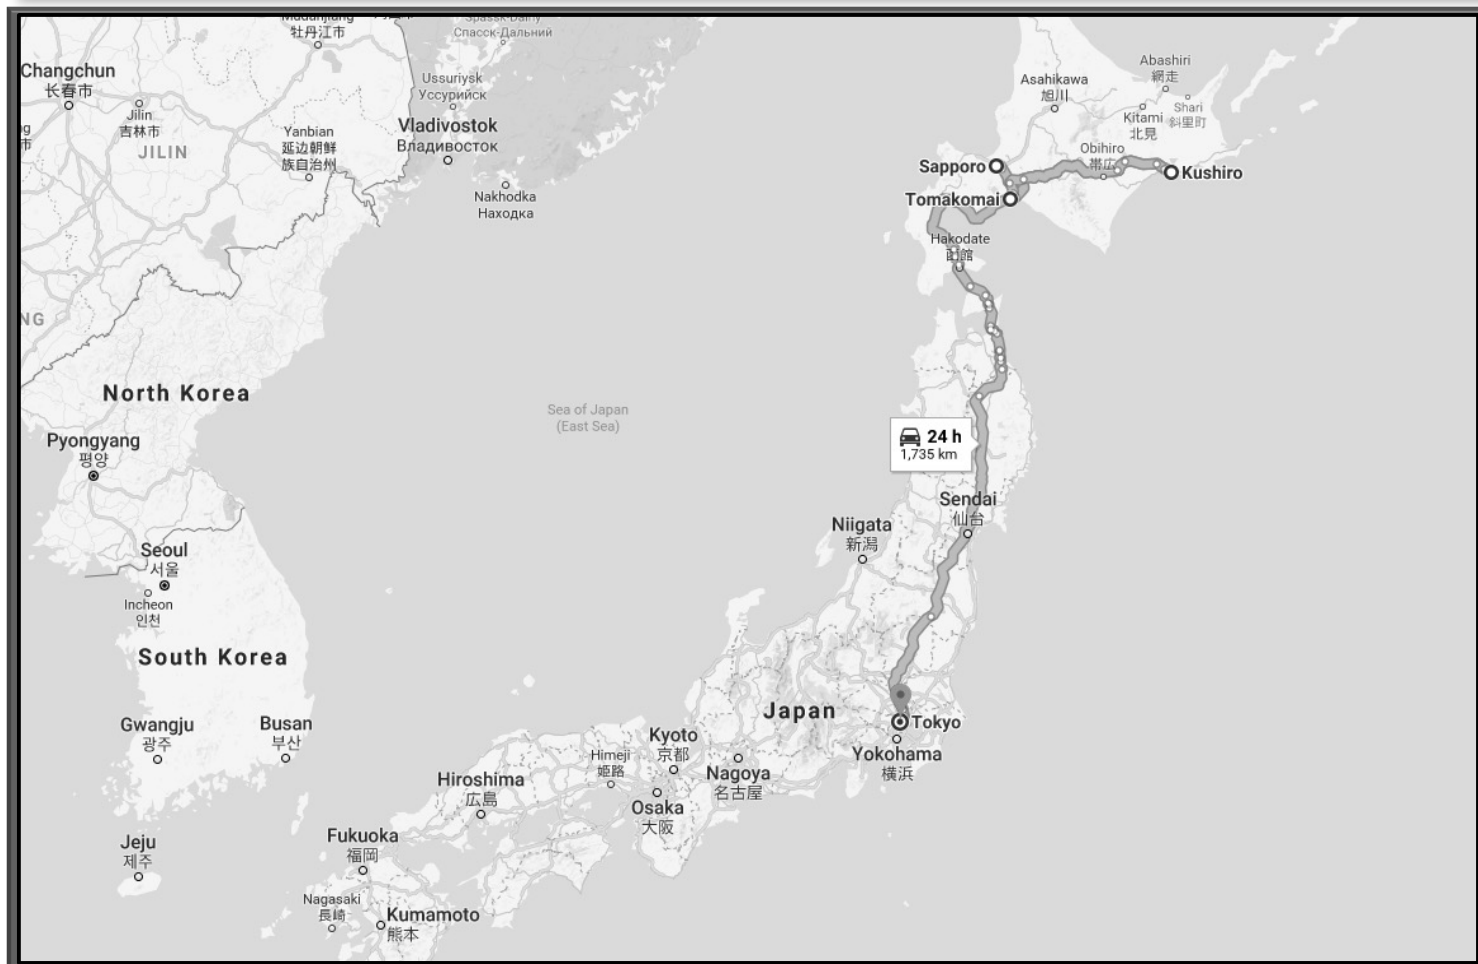 Mudanjiang
牡丹江市
Spassk-Dalny
Спасск-Дальний
Changchun
长春市
Jilin
吉林市
JILIN
Yanbian
延边朝鲜
族自治州
Ussuriysk
Уссурийск
Vladivostok
Владивосток
Nakhodka
Находка
Asahikawa
旭川
Abashiri
網走
Shari
斜里町
Kitami
北見
Obihiro
帯広
Sapporo
Kushiro
Tomakomai
Hakodate
函館
NG
North Korea
Pyongyang
평양
Sea of Japan
(East Sea)
24 h
1,735 km
Sendai
仙台
Niigata
新潟
Seoul
서울
Incheon
인천
South Korea
Gwangju
광주
Busan
부산
Japan
Tokyo
Yokohama
横浜
Kyoto
京都
Himeji
姫路
Nagoya
名古屋
Hiroshima
広島
Osaka
大阪
Fukuoka
福岡
Jeju
제주
Nagasaki
長崎
Kumamoto
熊本